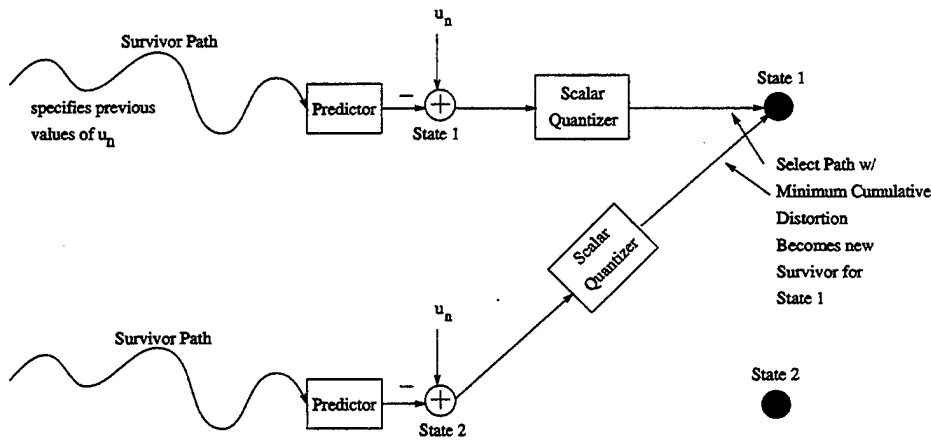 u_n
Survivor Path
specifies previous
values of u_n
Predictor
−
+
State 1
Scalar
Quantizer
State 1
Select Path w/
Minimum Cumulative
Distortion
Becomes new
Survivor for
State 1
Scalar
Quantizer
u_n
Survivor Path
Predictor
−
+
State 2
State 2